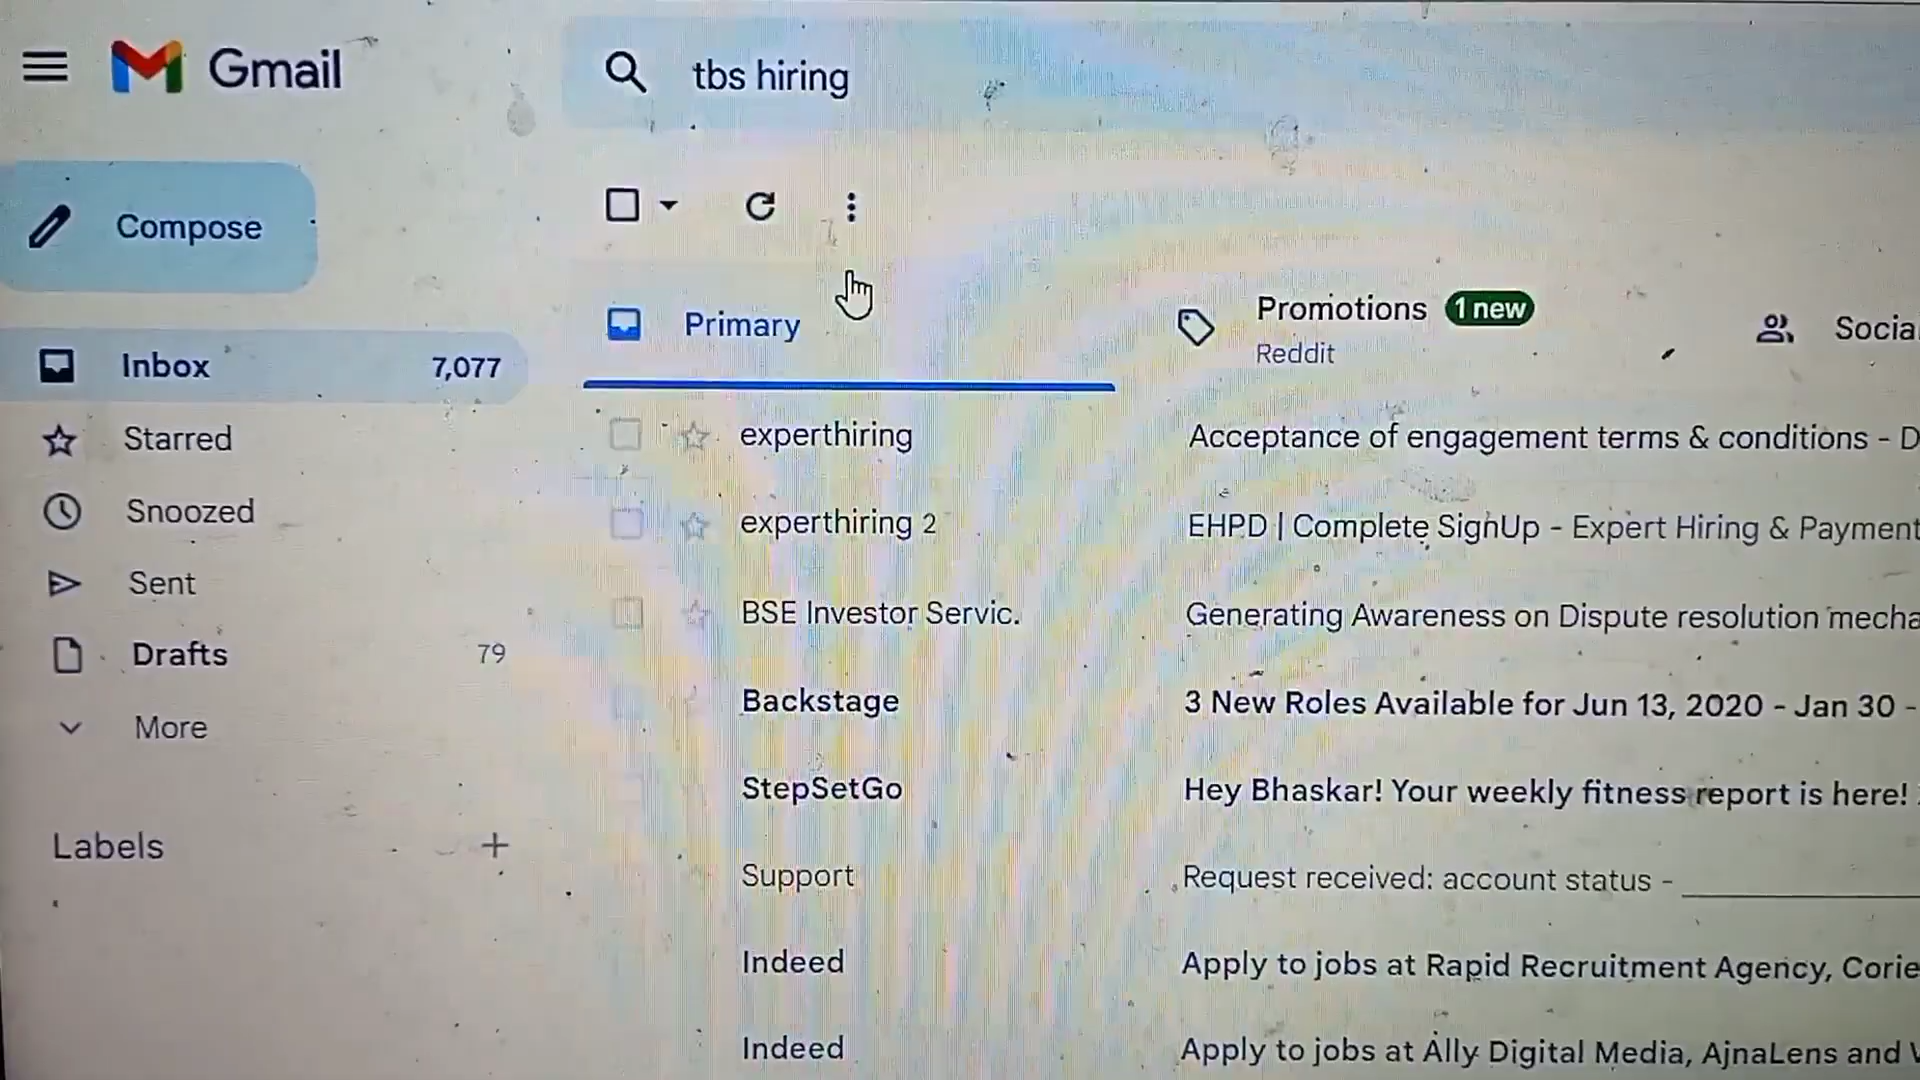 Gmail
tbs hiring
Compose
Primary
Promotions 1 new
Reddit
Socia
Inbox 7,077
Starred
Snoozed
Sent
Drafts 79
More
Labels
experthiring Acceptance of engagement terms & conditions - D
experthiring 2 EHPD | Complete SignUp - Expert Hiring & Payment
BSE Investor Servic. Generating Awareness on Dispute resolution mecha
Backstage 3 New Roles Available for Jun 13, 2020 - Jan 30 -
StepSetGo Hey Bhaskar! Your weekly fitness report is here!
Support Request received: account status -
Indeed Apply to jobs at Rapid Recruitment Agency, Corie
Indeed Apply to jobs at Ally Digital Media, AjnaLens and